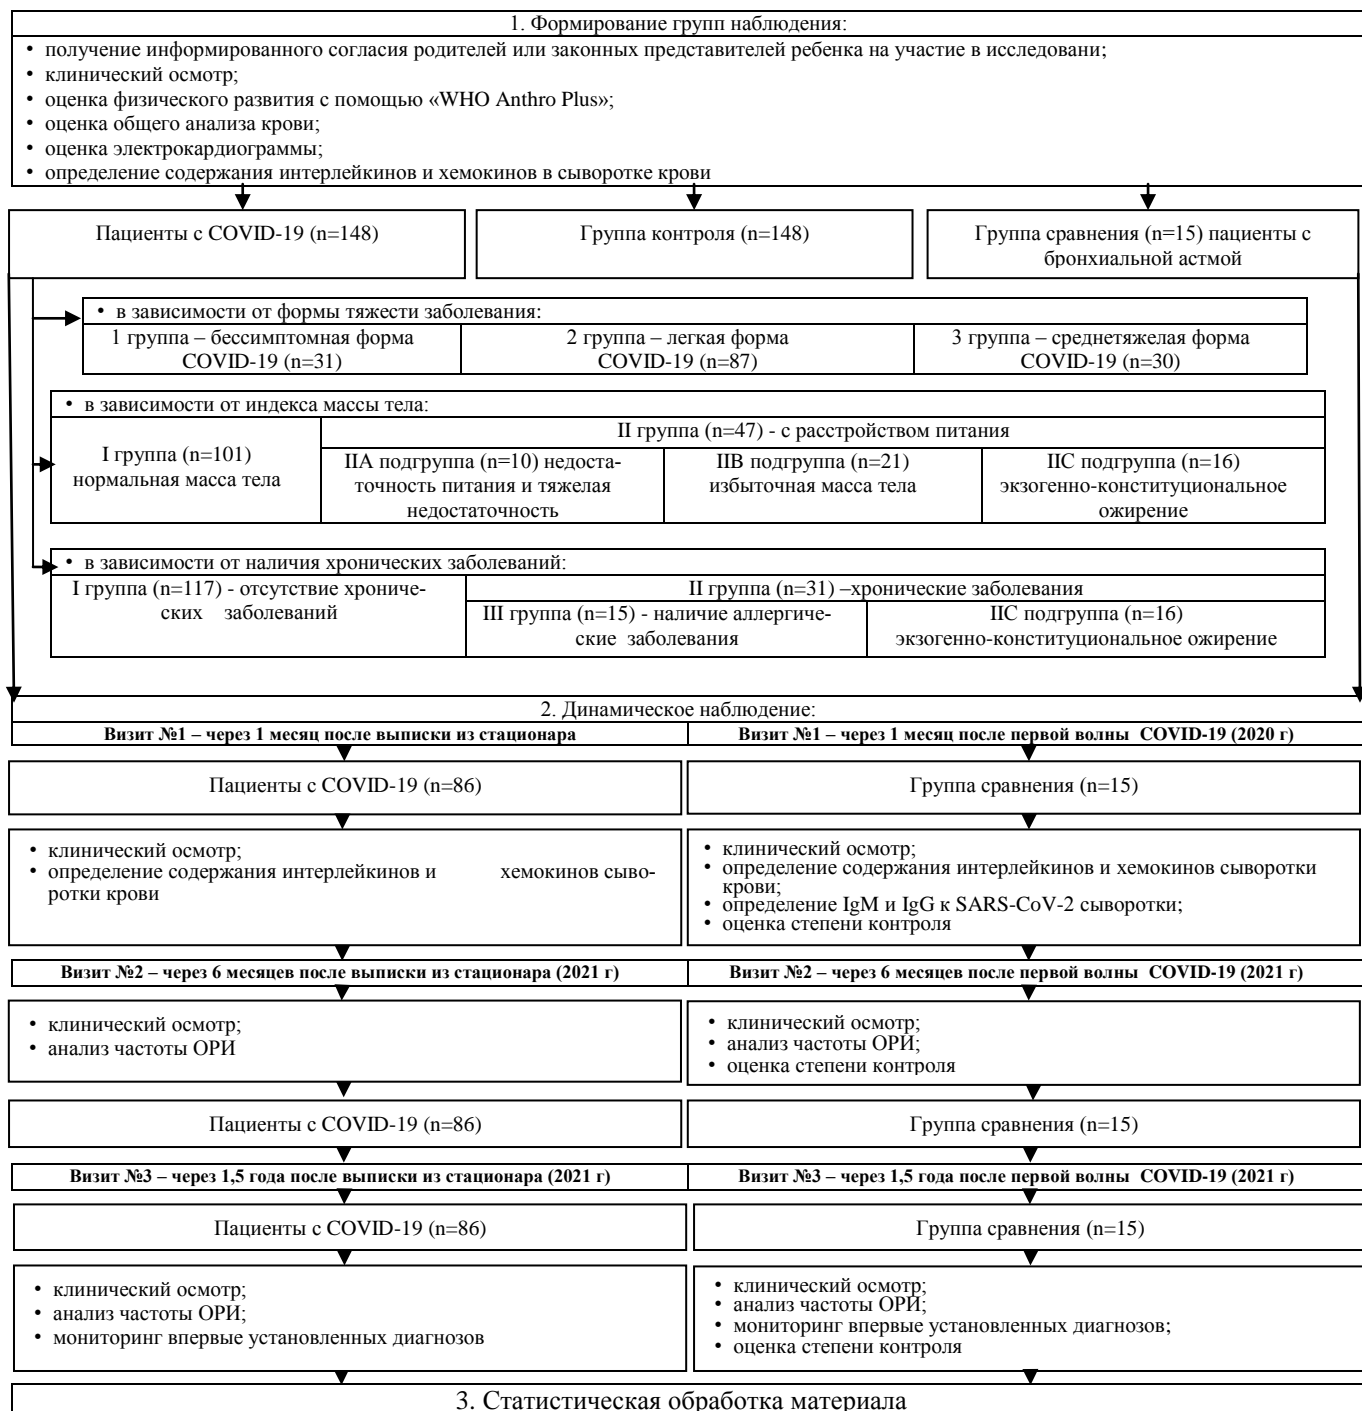 1. Формирование групп наблюдения:
• получение информированного согласия родителей или законных представителей ребенка на участие в исследовани;
• клинический осмотр;
• оценка физического развития с помощью «WHO Anthro Plus»;
• оценка общего анализа крови;
• оценка электрокардиограммы;
• определение содержания интерлейкинов и хемокинов в сыворотке крови
Пациенты с COVID-19 (n=148)
Группа контроля (n=148)
Группа сравнения (n=15) пациенты с
бронхиальной астмой
• в зависимости от формы тяжести заболевания:
1 группа – бессимптомная форма
COVID-19 (n=31)
2 группа – легкая форма
COVID-19 (n=87)
3 группа – среднетяжелая форма
COVID-19 (n=30)
• в зависимости от индекса массы тела:
I группа (n=101)
нормальная масса тела
II группа (n=47) - с расстройством питания
IIА подгруппа (n=10) недоста-
точность питания и тяжелая
недостаточность
IIВ подгруппа (n=21)
избыточная масса тела
IIС подгруппа (n=16)
экзогенно-конституциональное
ожирение
• в зависимости от наличия хронических заболеваний:
I группа (n=117) - отсутствие хрониче-
ских заболеваний
II группа (n=31) –хронические заболевания
III группа (n=15) - наличие аллергиче-
ские заболевания
IIС подгруппа (n=16)
экзогенно-конституциональное ожирение
2. Динамическое наблюдение:
Визит №1 – через 1 месяц после выписки из стационара
Визит №1 – через 1 месяц после первой волны COVID-19 (2020 г)
Пациенты с COVID-19 (n=86)
Группа сравнения (n=15)
• клинический осмотр;
• определение содержания интерлейкинов и хемокинов сыво-
ротки крови
• клинический осмотр;
• определение содержания интерлейкинов и хемокинов сыворотки
крови;
• определение IgM и IgG к SARS-CoV-2 сыворотки;
• оценка степени контроля
Визит №2 – через 6 месяцев после выписки из стационара (2021 г)
Визит №2 – через 6 месяцев после первой волны COVID-19 (2021 г)
• клинический осмотр;
• анализ частоты ОРИ
• клинический осмотр;
• анализ частоты ОРИ;
• оценка степени контроля
Пациенты с COVID-19 (n=86)
Группа сравнения (n=15)
Визит №3 – через 1,5 года после выписки из стационара (2021 г)
Визит №3 – через 1,5 года после первой волны COVID-19 (2021 г)
Пациенты с COVID-19 (n=86)
Группа сравнения (n=15)
• клинический осмотр;
• анализ частоты ОРИ;
• мониторинг впервые установленных диагнозов
• клинический осмотр;
• анализ частоты ОРИ;
• мониторинг впервые установленных диагнозов;
• оценка степени контроля
3. Статистическая обработка материала